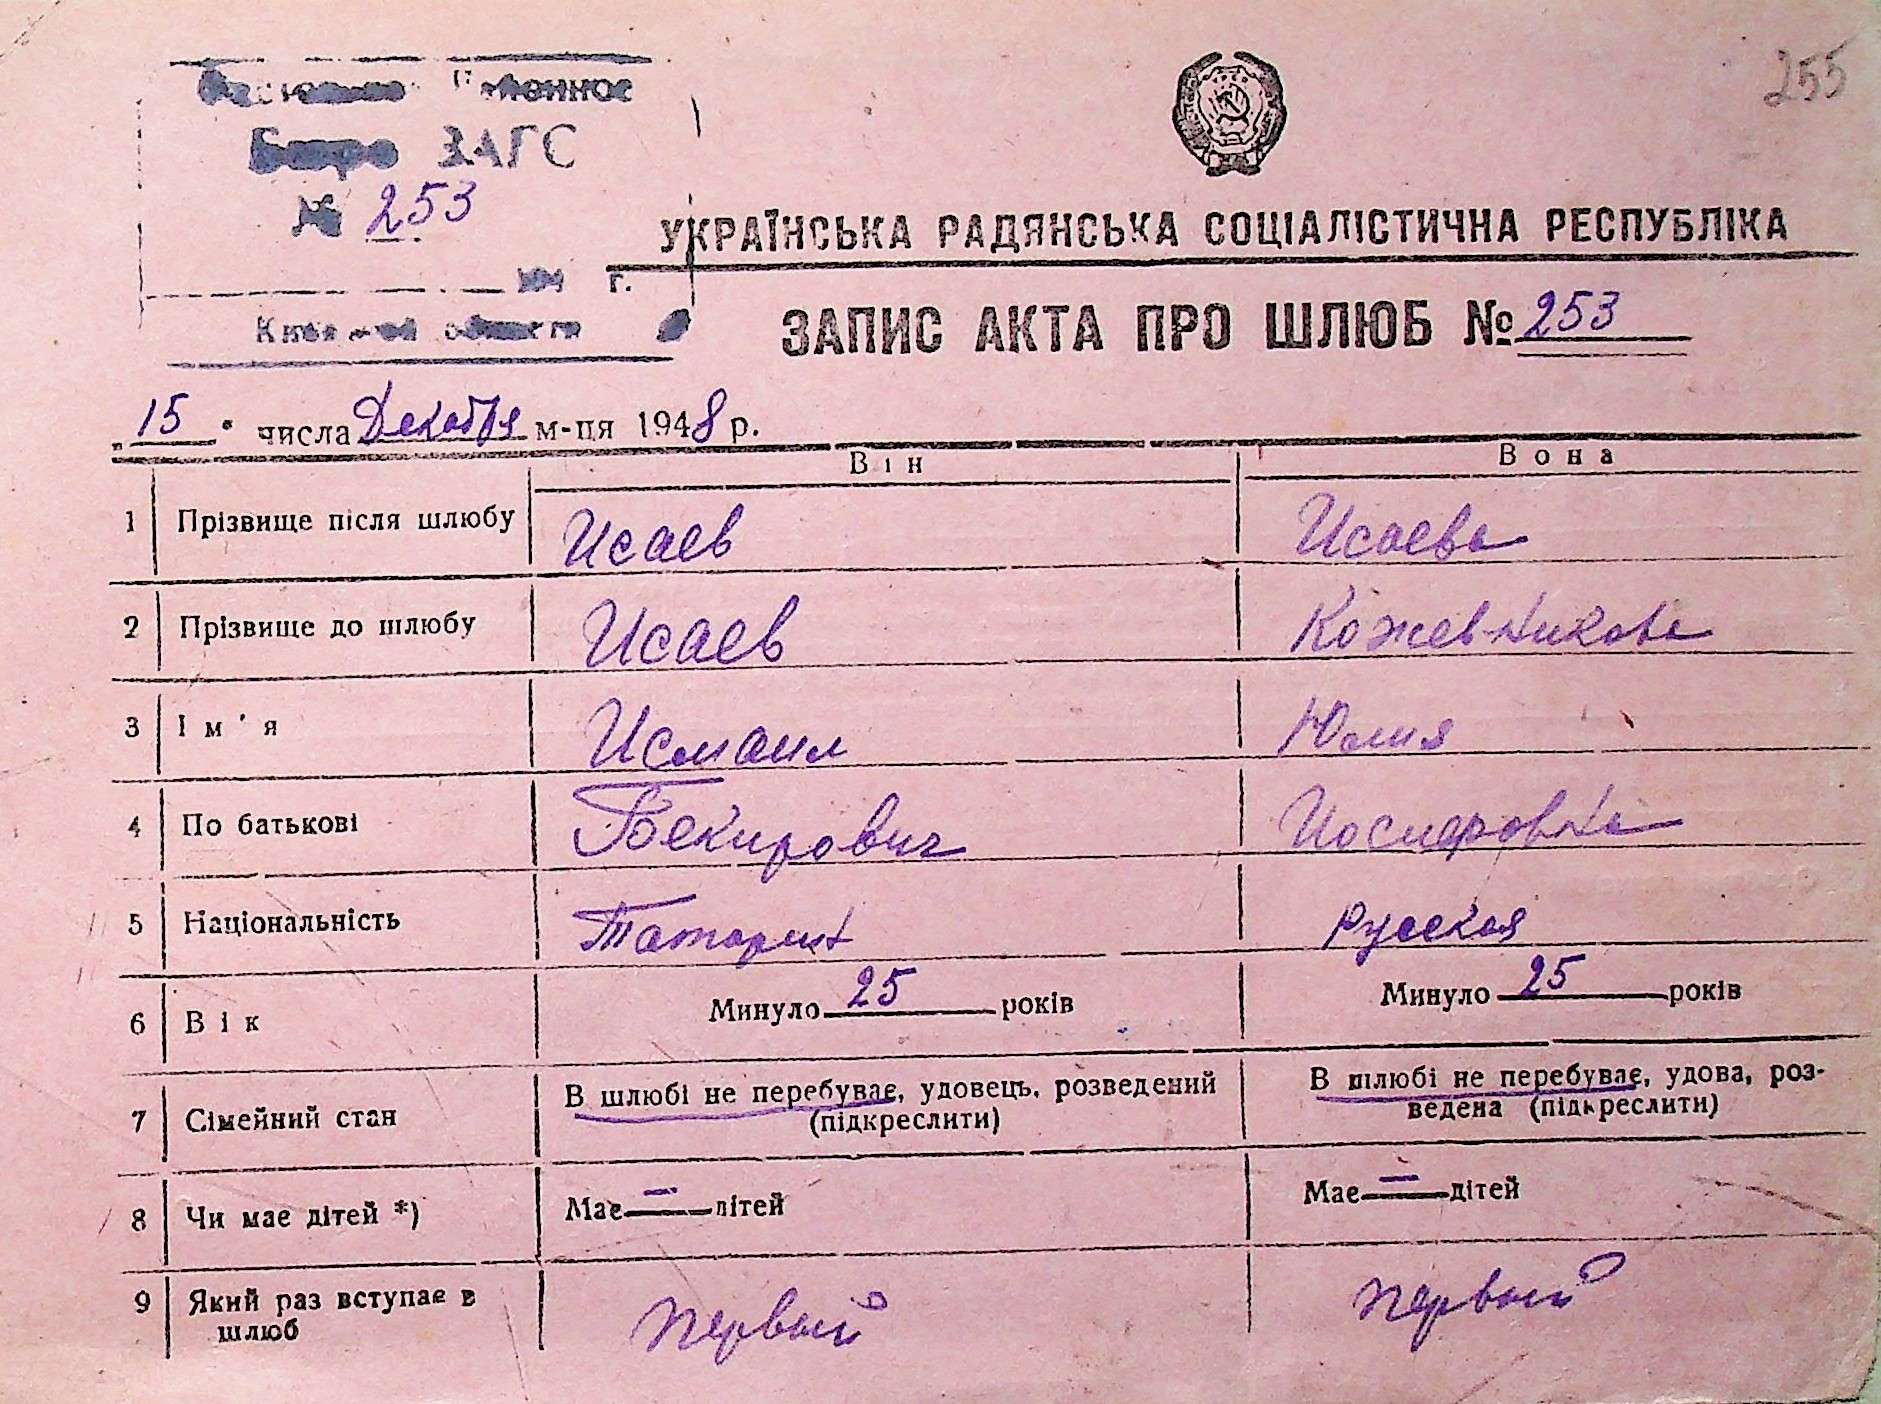 255
ЗАГС
№ 253
г.
УКРАЇНСЬКА РАДЯНСЬКА СОЦІАЛІСТИЧНА РЕСПУБЛІКА
ЗАПИС АКТА ПРО ШЛЮБ № 253
„15" числа Декабря м-ця 1948 р.
Він Вона
1 Прізвище після шлюбу Исаев Исаева
2 Прізвище до шлюбу Исаев Кожевникова
3 Ім'я Исмаил Юлия
4 По батькові Бекирович
5 Національність Татарин Русская
6 Вік Минуло 25 років Минуло 25 років
7 Сімейний стан В шлюбі не перебуває, удовець, розведений (підкреслити) В шлюбі не перебуває, удова, роз-
ведена (підкреслити)
8 Чи має дітей *) Має — дітей Має — дітей
9 Який раз вступає в шлюб первый первый